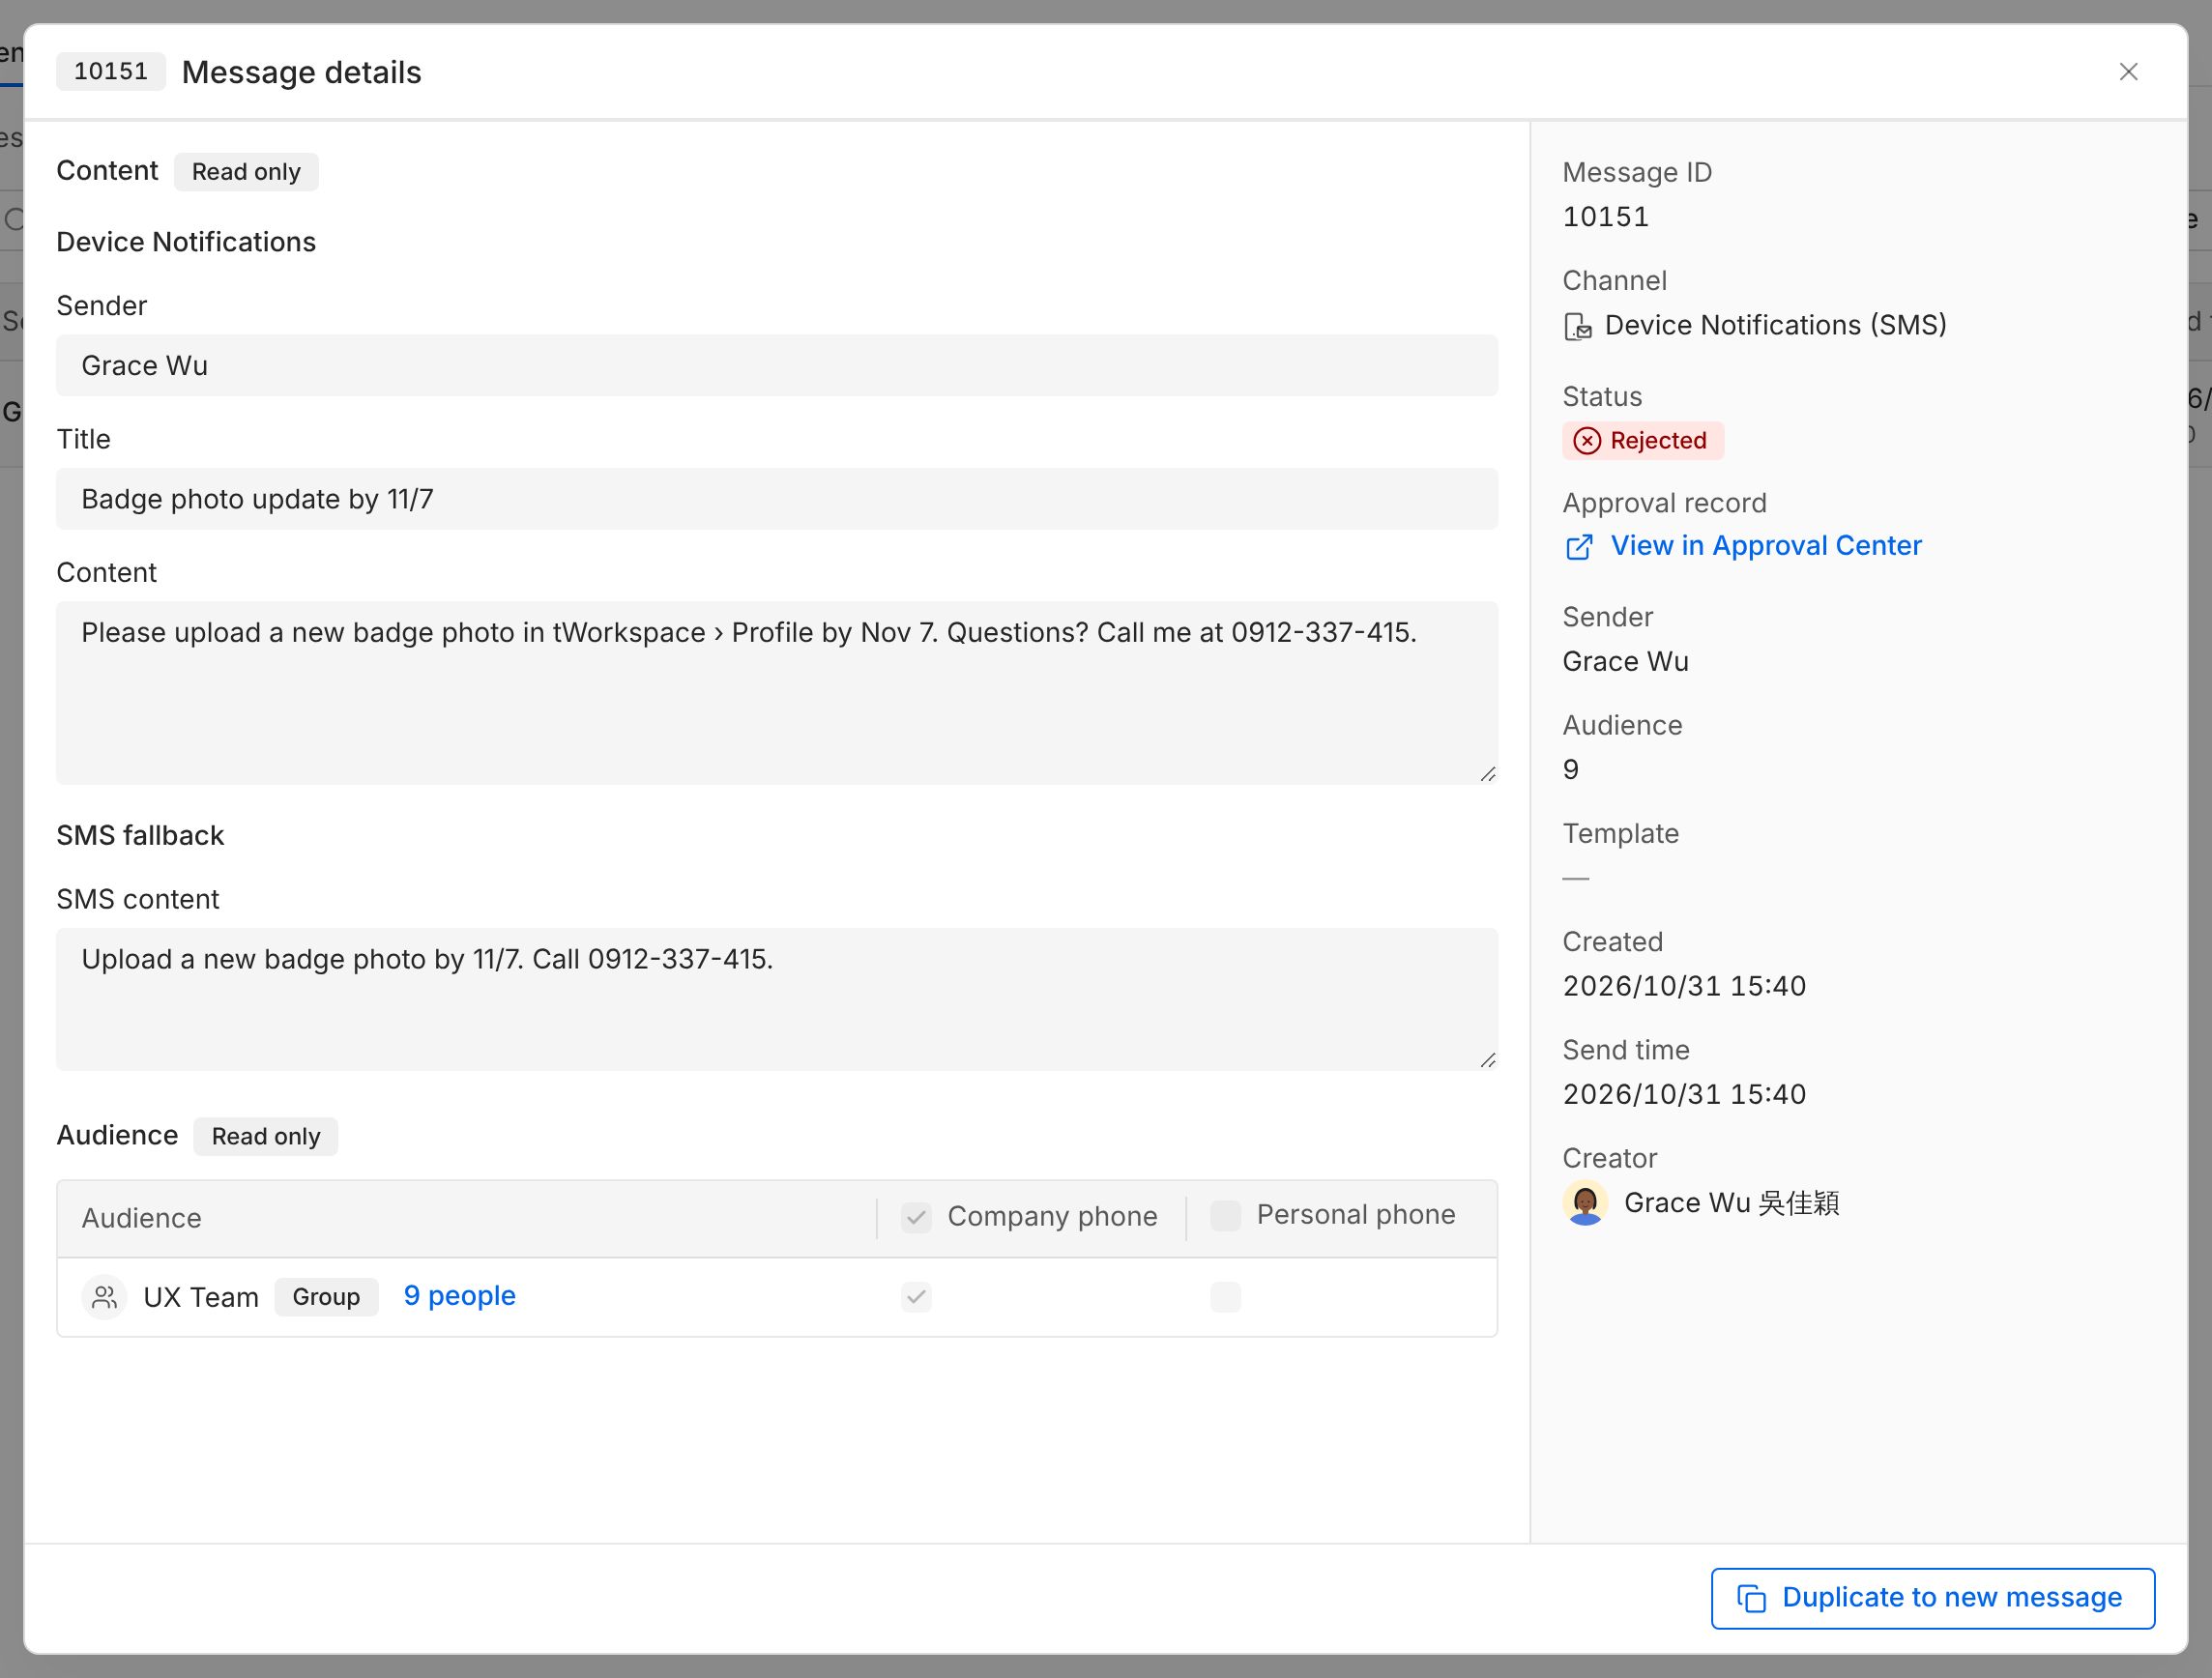 10151 Message details
Content Read only
Device Notifications
Sender
Grace Wu
Title
Badge photo update by 11/7
Content
Please upload a new badge photo in tWorkspace › Profile by Nov 7. Questions? Call me at 0912-337-415.
SMS fallback
SMS content
Upload a new badge photo by 11/7. Call 0912-337-415.
Audience Read only
Audience Company phone Personal phone
UX Team Group 9 people
Message ID
10151
Channel
Device Notifications (SMS)
Status
Rejected
Approval record
View in Approval Center
Sender
Grace Wu
Audience
9
Template
—
Created
2026/10/31 15:40
Send time
2026/10/31 15:40
Creator
Grace Wu 吳佳穎
Duplicate to new message